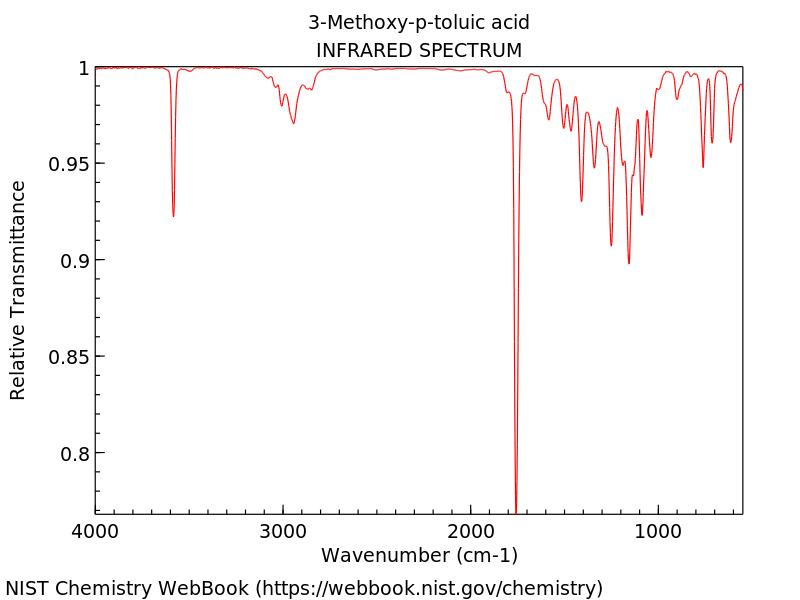 3-Methoxy-p-toluic acid
INFRARED SPECTRUM
1
0.95
0.9
0.85
0.8
Relative Transmittance
4000 3000 2000 1000
Wavenumber (cm-1)
NIST Chemistry WebBook (https://webbook.nist.gov/chemistry)